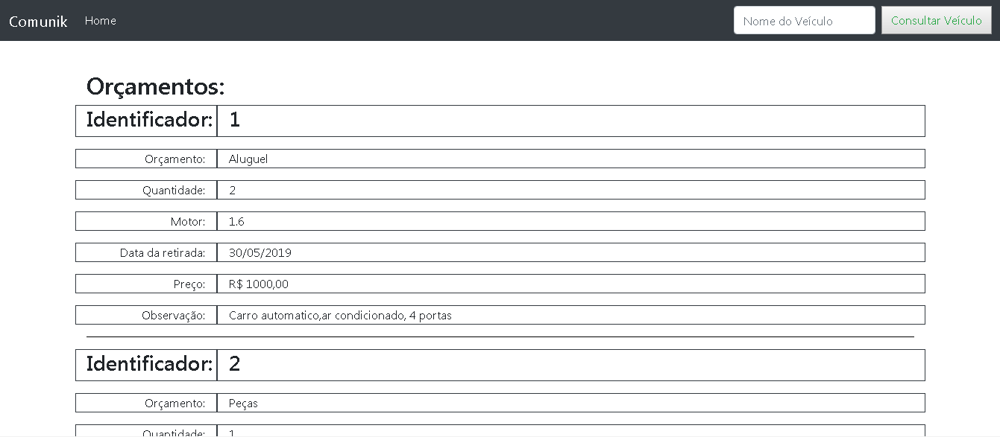 Comunik Home Nome do Veículo Consultar Veículo
Orçamentos:
Identificador: 1
Orçamento: Aluguel
Quantidade: 2
Motor: 1.6
Data da retirada: 30/05/2019
Preço: R$ 1000,00
Observação: Carro automatico,ar condicionado, 4 portas
Identificador: 2
Orçamento: Peças
Quantidade: 1